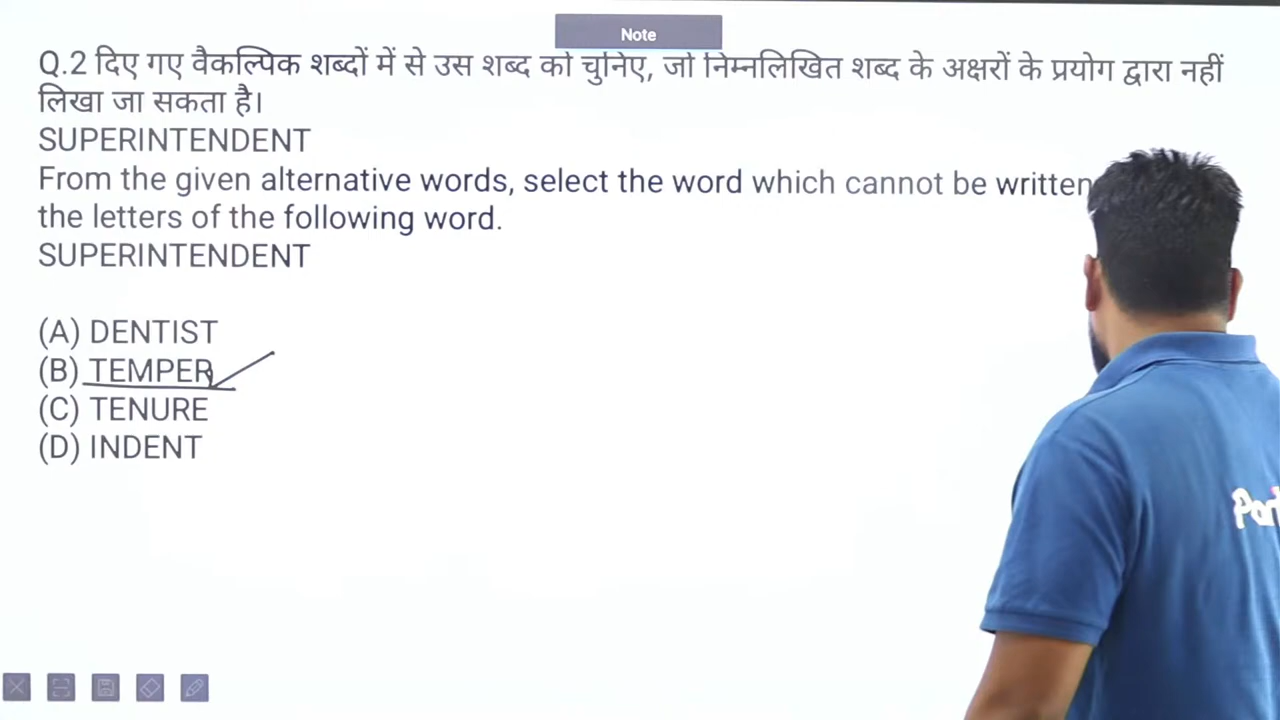 Note
Q.2 दिए गए वैकल्पिक शब्दों में से उस शब्द को चुनिए, जो निम्नलिखित शब्द के अक्षरों के प्रयोग द्वारा नहीं
लिखा जा सकता है।
SUPERINTENDENT
From the given alternative words, select the word which cannot be written
the letters of the following word.
SUPERINTENDENT
(A) DENTIST
(B) TEMPER
(C) TENURE
(D) INDENT